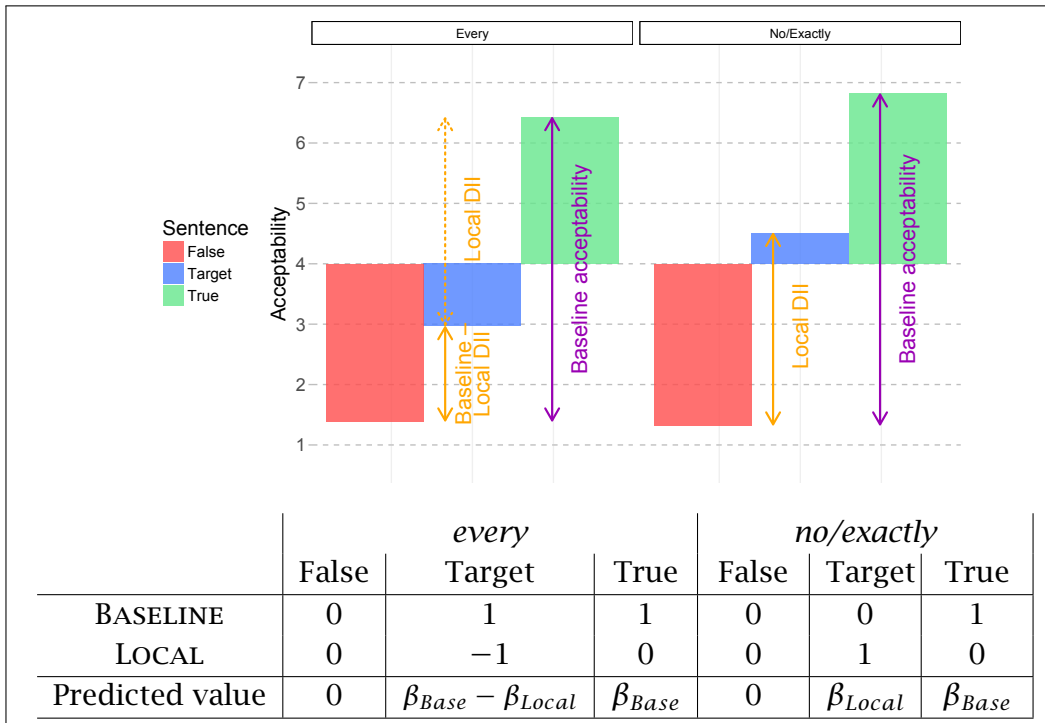 Every No/Exactly
7
6
5
4
3
2
1
Acceptability
Sentence
False
Target
True
Local DII
Baseline –
Local DII
Baseline acceptability
Local DII
Baseline acceptability
every no/exactly
False Target True False Target True
BASELINE 0 1 1 0 0 1
LOCAL 0 −1 0 0 1 0
Predicted value 0 β_Base − β_Local β_Base 0 β_Local β_Base